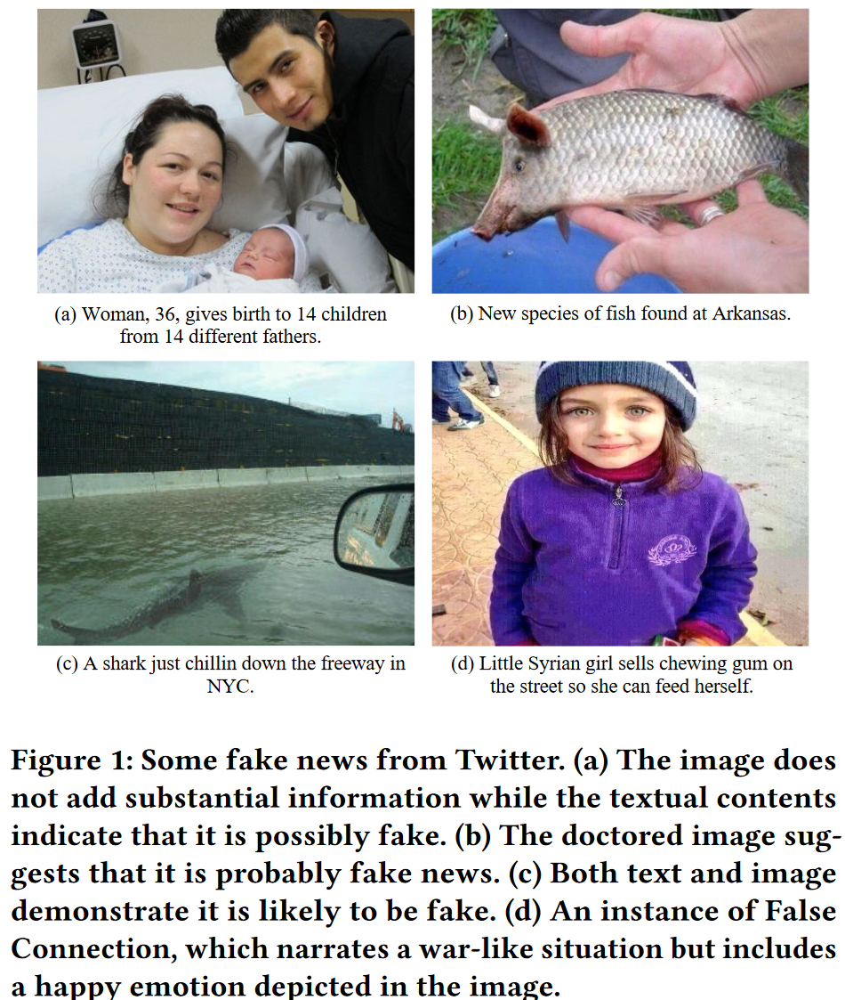 (a) Woman, 36, gives birth to 14 children
from 14 different fathers.
(b) New species of fish found at Arkansas.
(c) A shark just chillin down the freeway in
NYC.
(d) Little Syrian girl sells chewing gum on
the street so she can feed herself.
Figure 1: Some fake news from Twitter. (a) The image does
not add substantial information while the textual contents
indicate that it is possibly fake. (b) The doctored image sug-
gests that it is probably fake news. (c) Both text and image
demonstrate it is likely to be fake. (d) An instance of False
Connection, which narrates a war-like situation but includes
a happy emotion depicted in the image.